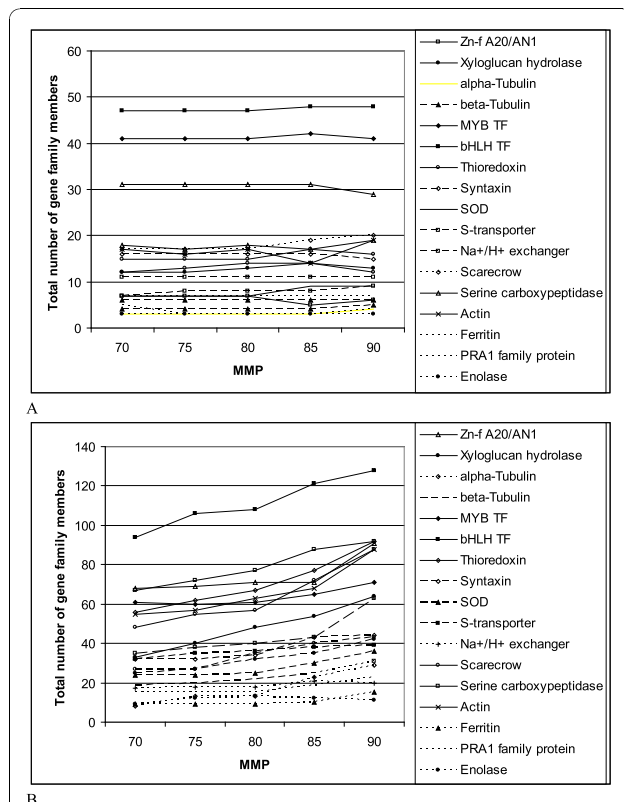 60
50
40
30
20
10
0
Total number of gene family members
70 75 80 85 90
MMP
Zn-f A20/AN1
Xyloglucan hydrolase
alpha-Tubulin
beta-Tubulin
MYB TF
bHLH TF
Thioredoxin
Syntaxin
SOD
S-transporter
Na+/H+ exchanger
Scarecrow
Serine carboxypeptidase
Actin
Ferritin
PRA1 family protein
Enolase
A
140
120
100
80
60
40
20
0
Total number of gene family members
70 75 80 85 90
MMP
Zn-f A20/AN1
Xyloglucan hydrolase
alpha-Tubulin
beta-Tubulin
MYB TF
bHLH TF
Thioredoxin
Syntaxin
SOD
S-transporter
Na+/H+ exchanger
Scarecrow
Serine carboxypeptidase
Actin
Ferritin
PRA1 family protein
Enolase
B